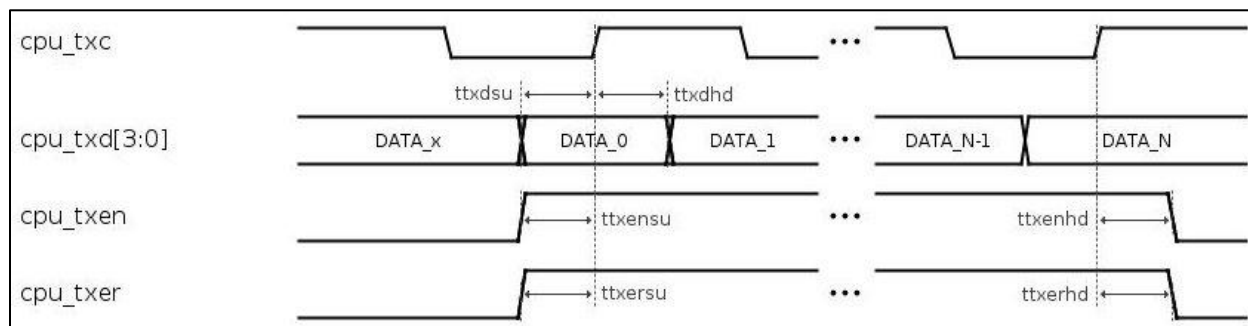 cpu_txc
ttxdsu ttxdhd
cpu_txd[3:0] DATA_x DATA_0 DATA_1 ••• DATA_N-1 DATA_N
cpu_txen ttxensu ••• ttxenhd
cpu_txer ttxersu ••• ttxerhd